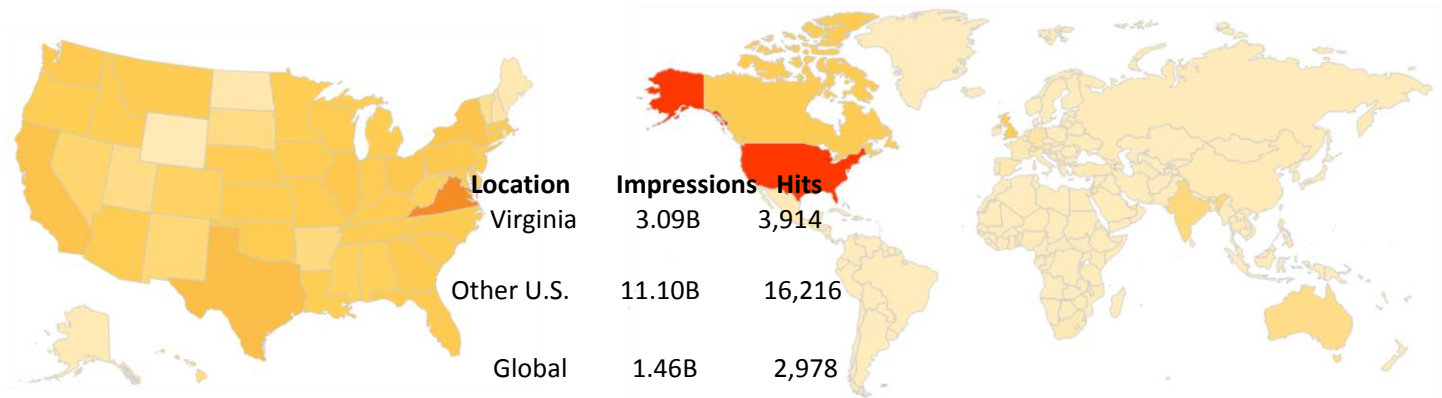 Location Impressions Hits
Virginia 3.09B 3,914
Other U.S. 11.10B 16,216
Global 1.46B 2,978